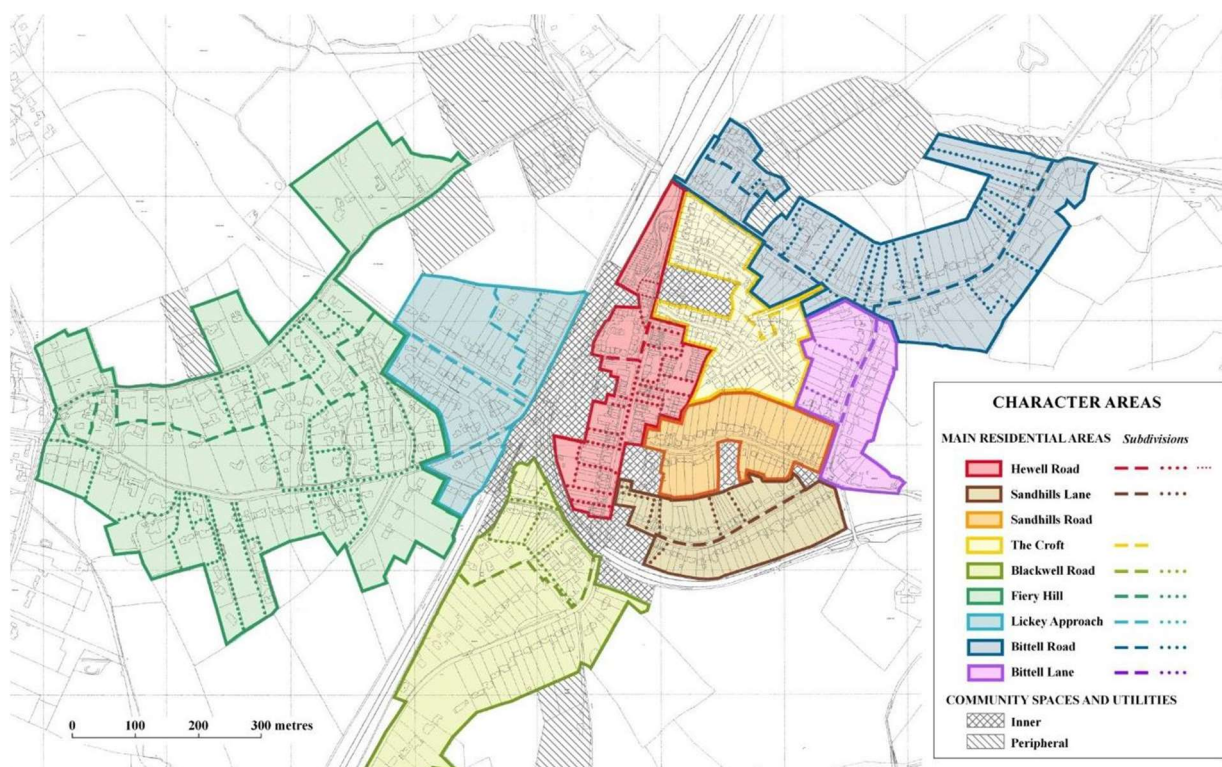 CHARACTER AREAS
MAIN RESIDENTIAL AREAS Subdivisions
Hewell Road
Sandhills Lane
Sandhills Road
The Croft
Blackwell Road
Fiery Hill
Lickey Approach
Bittell Road
Bittell Lane
COMMUNITY SPACES AND UTILITIES
Inner
Peripheral
0 100 200 300 metres